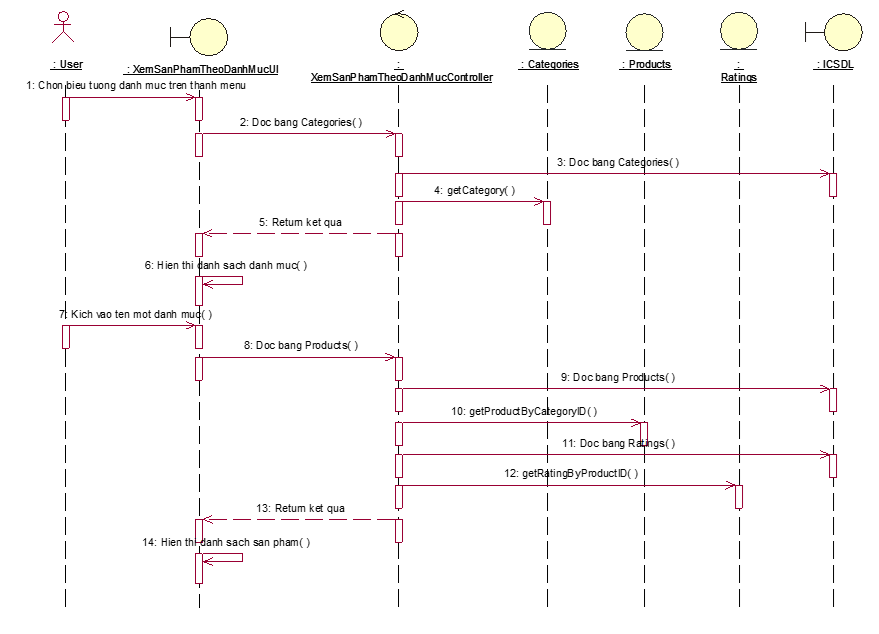 : User
: XemSanPhamTheoDanhMucUI
:
XemSanPhamTheoDanhMucController
: Categories
: Products
:
Ratings
: ICSDL
1: Chon bieu tuong danh muc tren thanh menu
2: Doc bang Categories( )
3: Doc bang Categories( )
4: getCategory( )
5: Return ket qua
6: Hien thi danh sach danh muc( )
7: Kich vao ten mot danh muc( )
8: Doc bang Products( )
9: Doc bang Products( )
10: getProductByCategoryID( )
11: Doc bang Ratings( )
12: getRatingByProductID( )
13: Return ket qua
14: Hien thi danh sach san pham( )